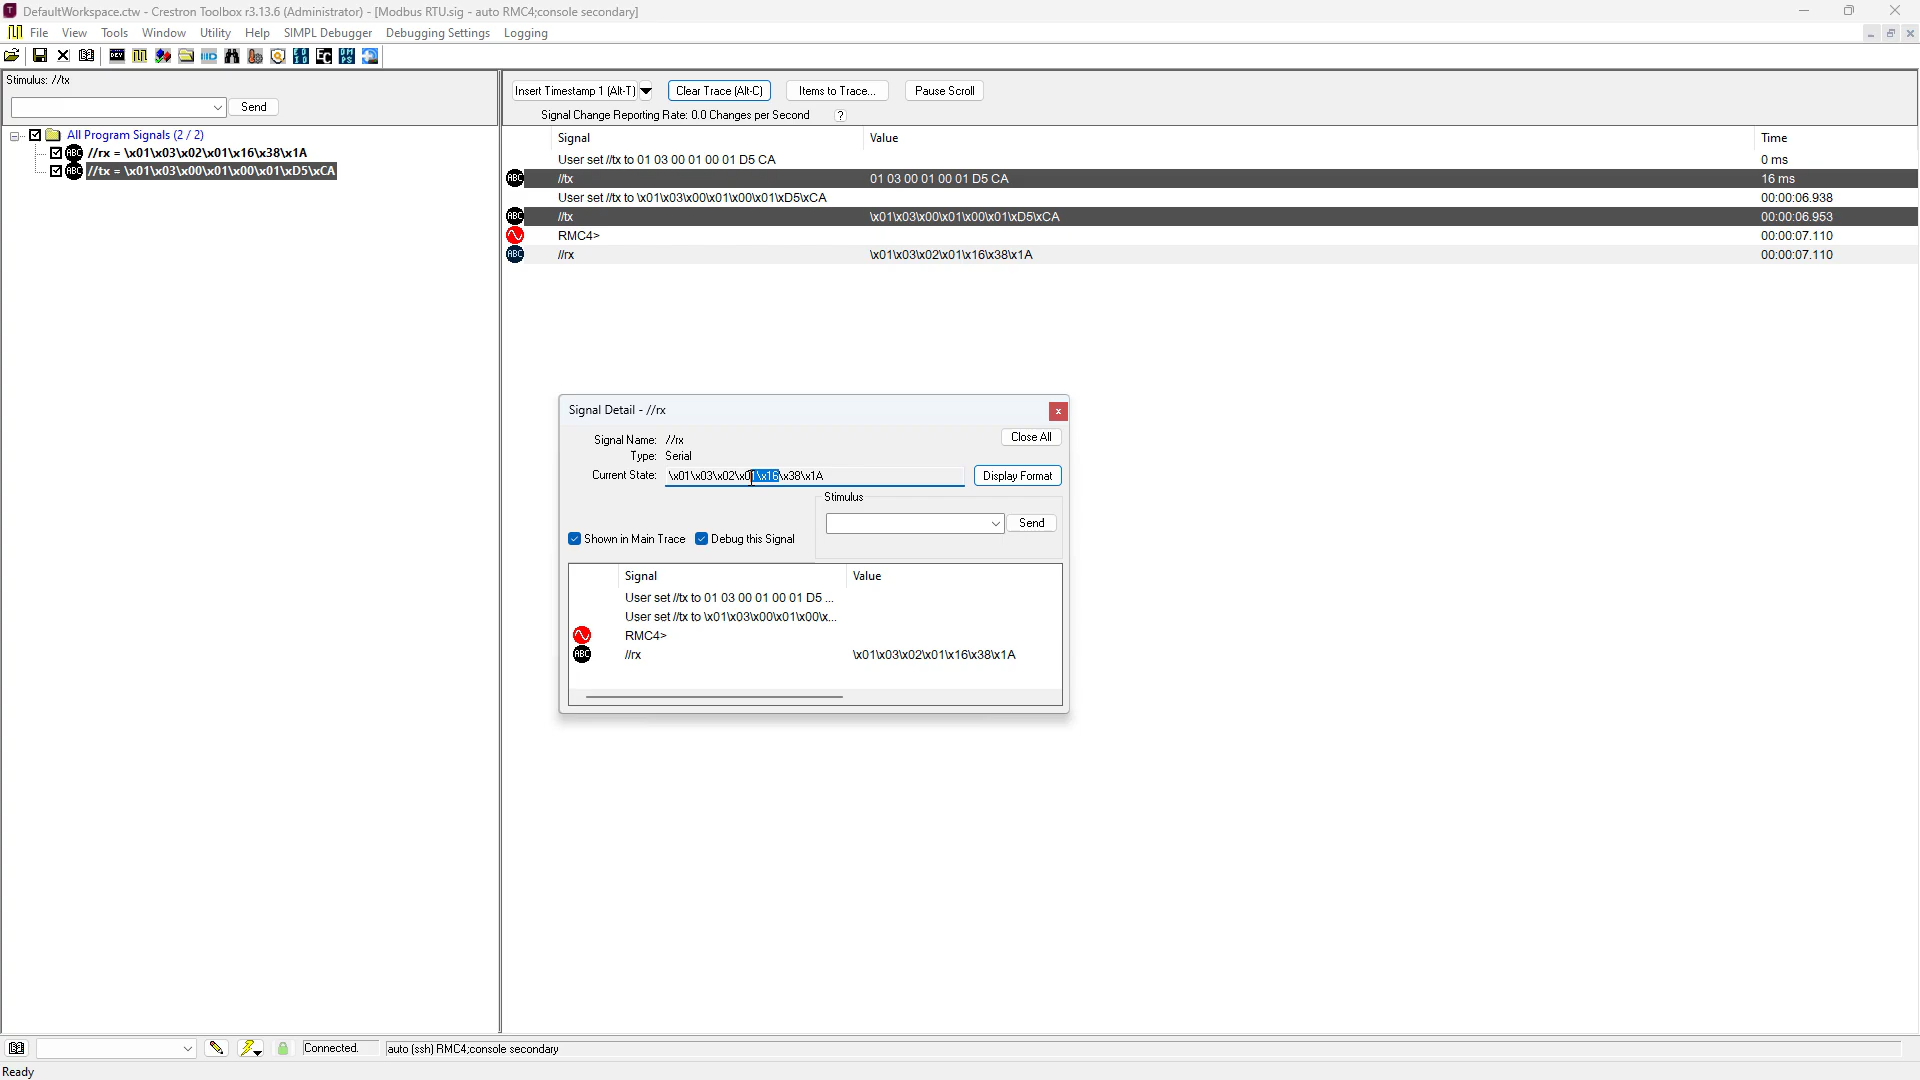 DefaultWorkspace.ctw - Crestron Toolbox r3.13.6 (Administrator) - [Modbus RTU.sig - auto RMC4;console secondary]
File View Tools Window Utility Help SIMPL Debugger Debugging Settings Logging
Stimulus: //tx
Send
All Program Signals (2 / 2)
ABC //rx = \x01\x03\x02\x01\x16\x38\x1A
ABC //tx = \x01\x03\x00\x01\x00\x01\xD5\xCA
Insert Timestamp 1 (Alt-T) Clear Trace (Alt-C) Items to Trace... Pause Scroll
Signal Change Reporting Rate: 0.0 Changes per Second ?
Signal Value Time
User set //tx to 01 03 00 01 00 01 D5 CA 0 ms
ABC //tx 01 03 00 01 00 01 D5 CA 16 ms
User set //tx to \x01\x03\x00\x01\x00\x01\xD5\xCA 00:00:06.938
ABC //tx \x01\x03\x00\x01\x00\x01\xD5\xCA 00:00:06.953
RMC4> 00:00:07.110
ABC //rx \x01\x03\x02\x01\x16\x38\x1A 00:00:07.110
Signal Detail - //rx
Signal Name: //rx Close All
Type: Serial
Current State: \x01\x03\x02\x01\x16\x38\x1A Display Format
Stimulus
Send
Shown in Main Trace Debug this Signal
Signal Value
User set //tx to 01 03 00 01 00 01 D5 ...
User set //tx to \x01\x03\x00\x01\x00\x...
RMC4>
ABC //rx \x01\x03\x02\x01\x16\x38\x1A
Connected. auto (ssh) RMC4;console secondary
Ready